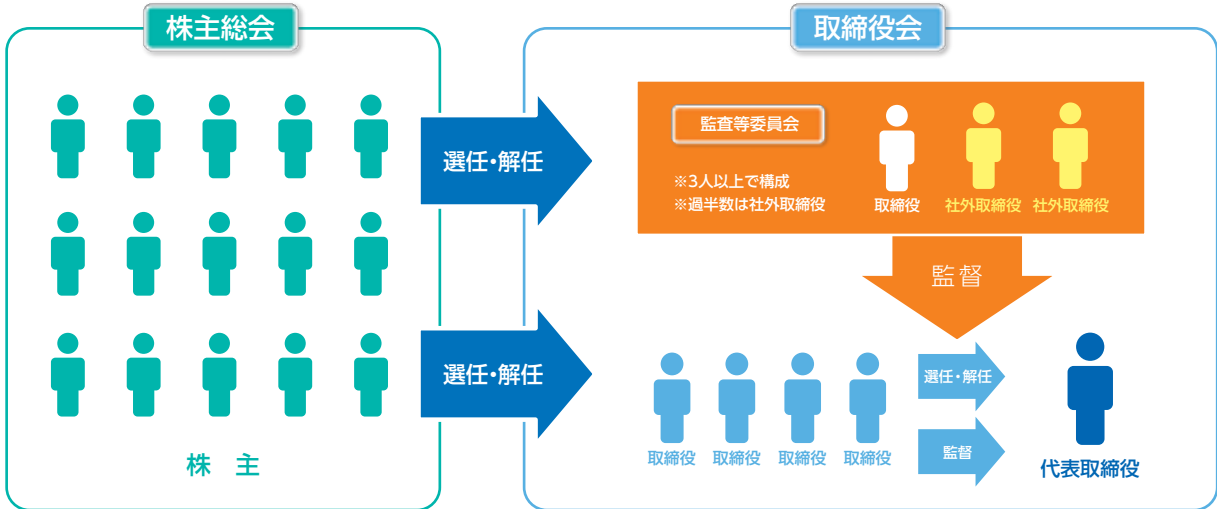 株主総会
取締役会
監査等委員会
※3人以上で構成
※過半数は社外取締役
取締役
社外取締役
社外取締役
選任・解任
監督
選任・解任
選任・解任
監督
取締役
取締役
取締役
取締役
代表取締役
株 主